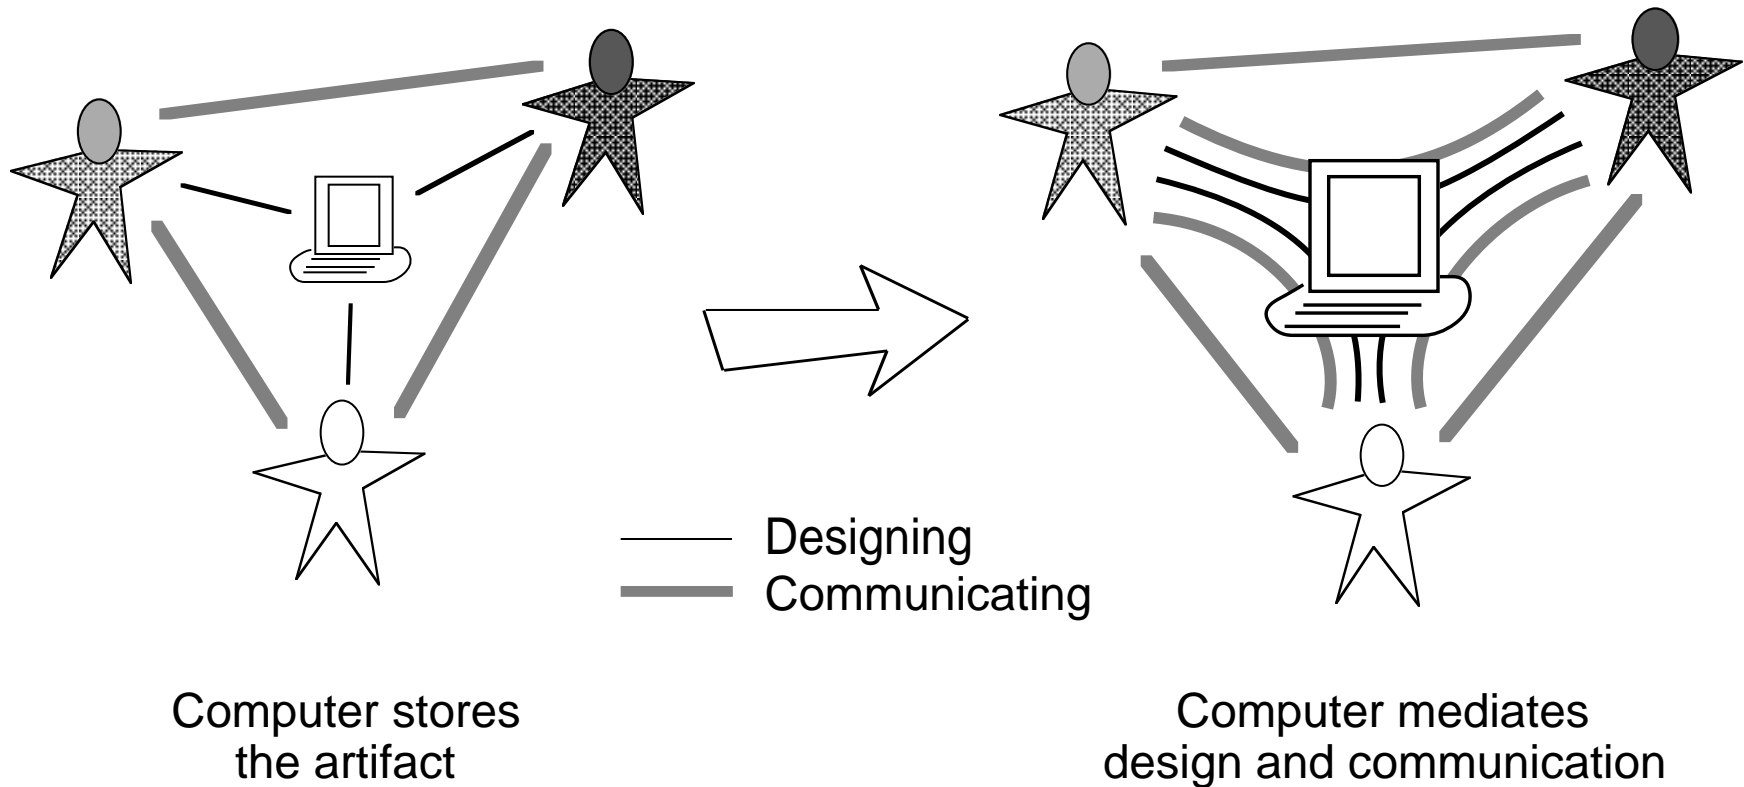 Designing
Communicating
Computer stores
the artifact
Computer mediates
design and communication